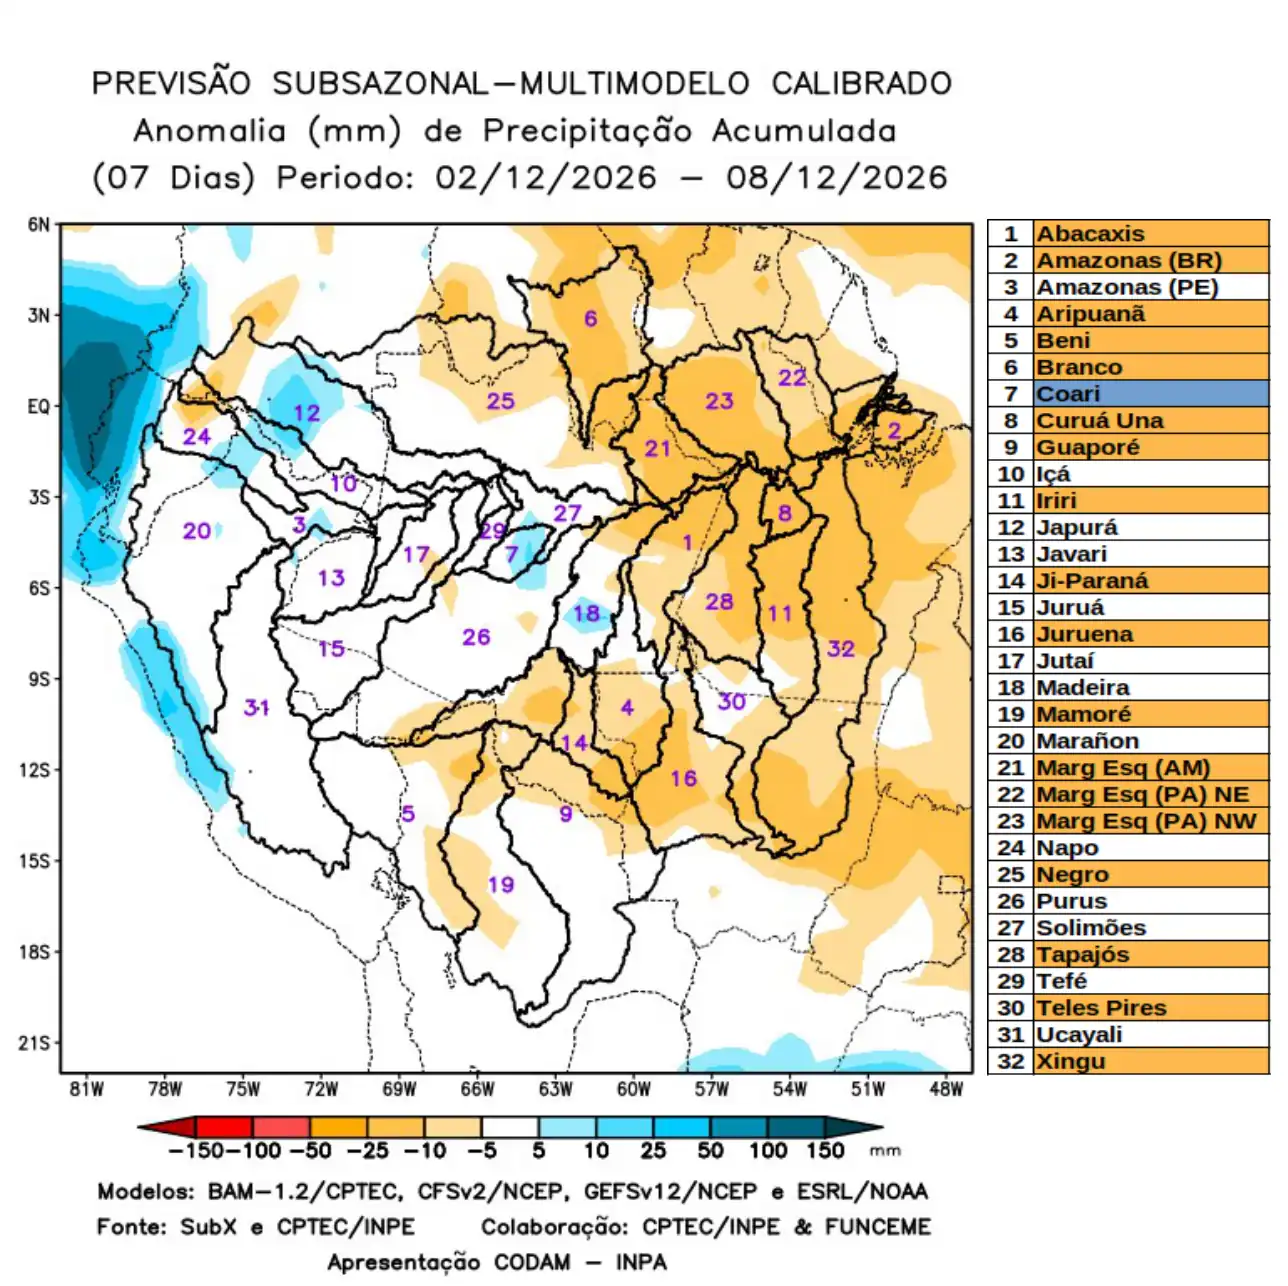 PREVISÃO SUBSAZONAL-MULTIMODELO CALIBRADO
Anomalia (mm) de Precipitação Acumulada
(07 Dias) Periodo: 02/12/2026 - 08/12/2026
6N
3N
EQ
3S
6S
9S
12S
15S
18S
21S
81W 78W 75W 72W 69W 66W 63W 60W 57W 54W 51W 48W
6
22
12
25
23
2
24
21
10
27
8
3
20
29
1
17
7
13
28
18
11
26
15
32
30
31
4
14
16
5
9
19
1 Abacaxis
2 Amazonas (BR)
3 Amazonas (PE)
4 Aripuanã
5 Beni
6 Branco
7 Coari
8 Curuá Una
9 Guaporé
10 Içá
11 Iriri
12 Japurá
13 Javari
14 Ji-Paraná
15 Juruá
16 Juruena
17 Jutaí
18 Madeira
19 Mamoré
20 Marañon
21 Marg Esq (AM)
22 Marg Esq (PA) NE
23 Marg Esq (PA) NW
24 Napo
25 Negro
26 Purus
27 Solimões
28 Tapajós
29 Tefé
30 Teles Pires
31 Ucayali
32 Xingu
-150 -100 -50 -25 -10 -5 5 10 25 50 100 150 mm
Modelos: BAM-1.2/CPTEC, CFSv2/NCEP, GEFSv12/NCEP e ESRL/NOAA
Fonte: SubX e CPTEC/INPE Colaboração: CPTEC/INPE & FUNCEME
Apresentação CODAM - INPA